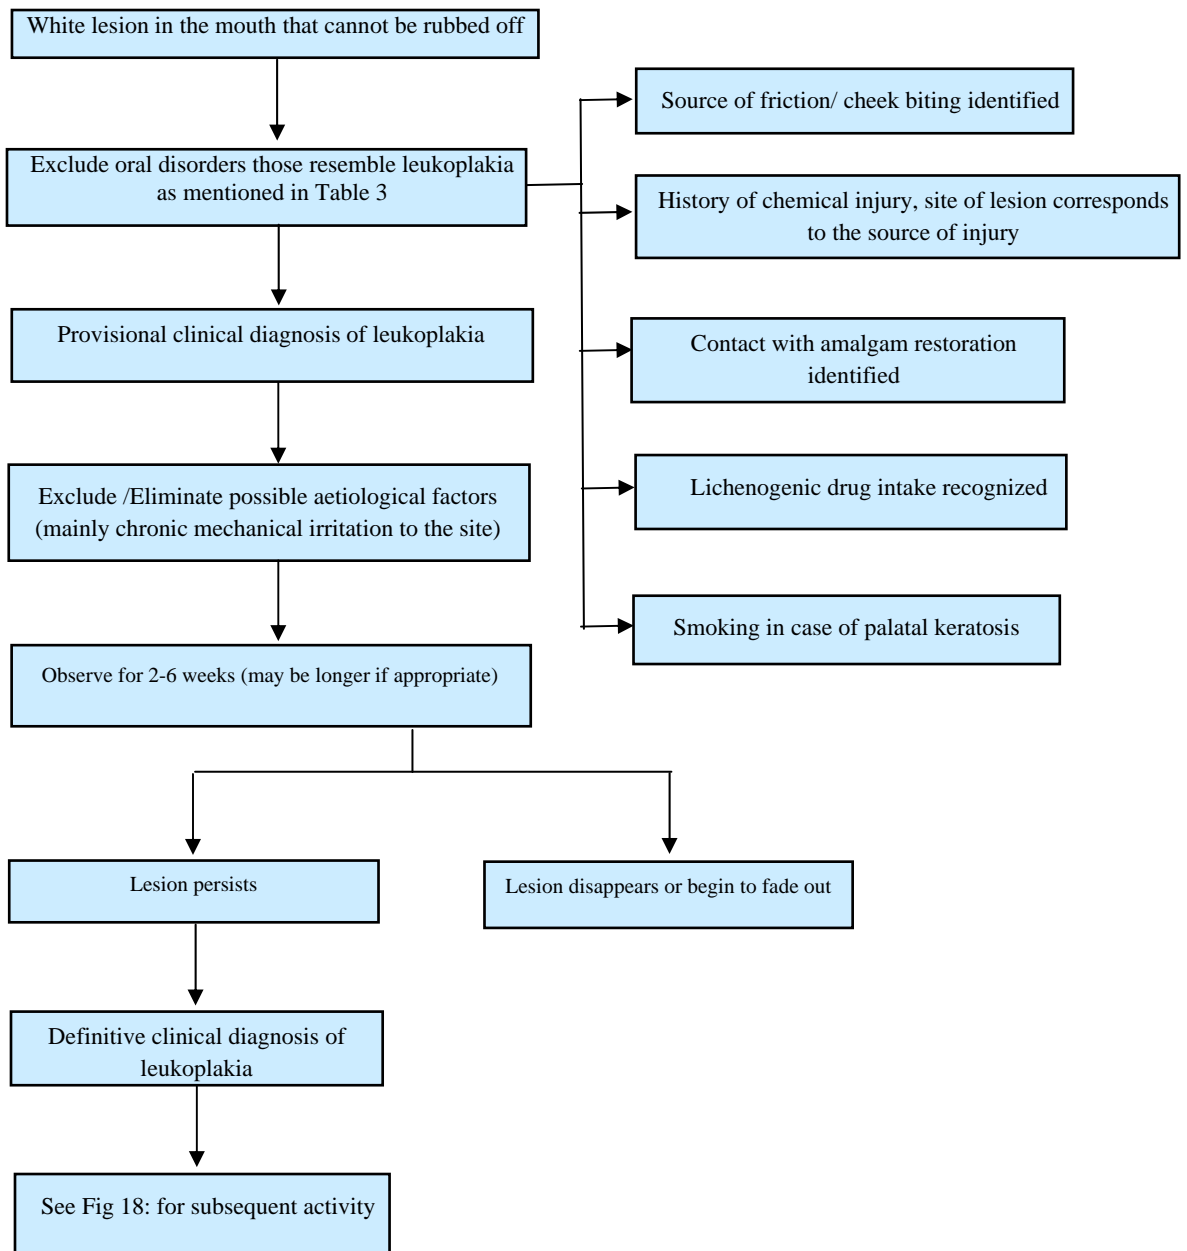 White lesion in the mouth that cannot be rubbed off
Source of friction/ cheek biting identified
Exclude oral disorders those resemble leukoplakia
as mentioned in Table 3
History of chemical injury, site of lesion corresponds
to the source of injury
Provisional clinical diagnosis of leukoplakia
Contact with amalgam restoration
identified
Exclude /Eliminate possible aetiological factors
(mainly chronic mechanical irritation to the site)
Lichenogenic drug intake recognized
Smoking in case of palatal keratosis
Observe for 2-6 weeks (may be longer if appropriate)
Lesion persists
Lesion disappears or begin to fade out
Definitive clinical diagnosis of
leukoplakia
See Fig 18: for subsequent activity